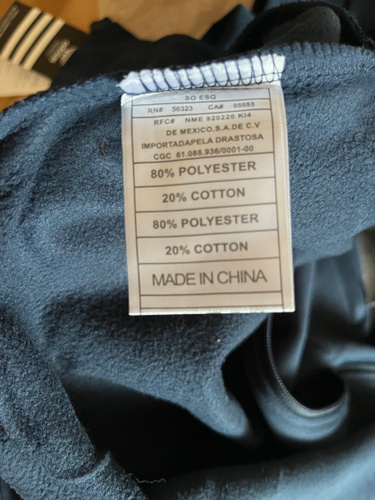 SO ESQ
RN# 56323 CA# 05553
RFC# NME 920220 KI4
DE MEXICO.S.A.DE C.V
IMPORTADAPELA DRASTOSA
CGC 61.088.936/0001-00
80% POLYESTER
20% COTTON
80% POLYESTER
20% COTTON
MADE IN CHINA